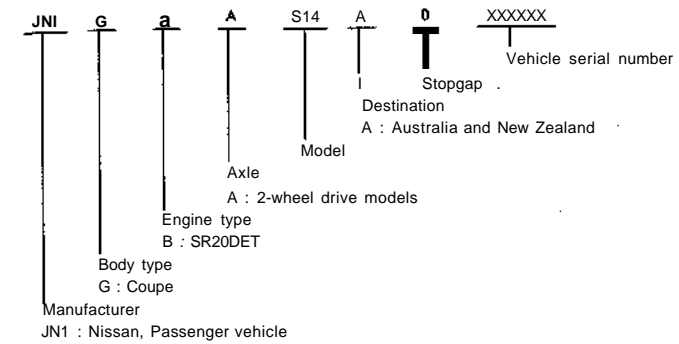 JNI G a A S14 A 0 XXXXXX
Vehicle serial number
Stopgap .
Destination
A : Australia and New Zealand
Model
Axle
A : 2-wheel drive models
Engine type
B : SR20DET
Body type
G : Coupe
Manufacturer
JN1 : Nissan, Passenger vehicle